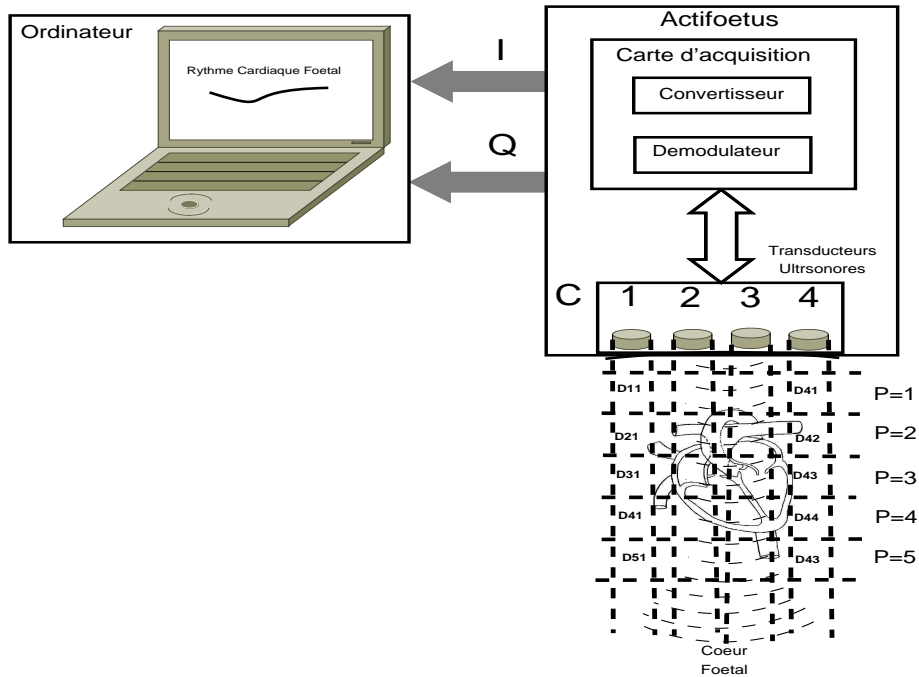 Ordinateur
Rythme Cardiaque Foetal
I
Q
Actifoetus
Carte d'acquisition
Convertisseur
Demodulateur
Transducteurs
Ultrsonores
C 1 2 3 4
D11 D41 P=1
D21 D42 P=2
D31 D43 P=3
D41 D44 P=4
D51 D43 P=5
Coeur
Foetal